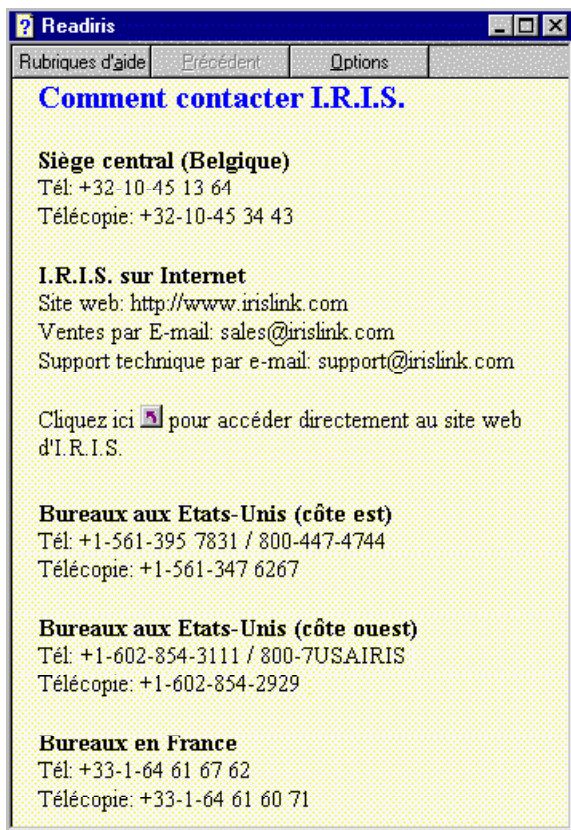 Readiris
Rubriques d'aide Précédent Options
Comment contacter I.R.I.S.
Siège central (Belgique)
Tél: +32-10-45 13 64
Télécopie: +32-10-45 34 43
I.R.I.S. sur Internet
Site web: http://www.irislink.com
Ventes par E-mail: sales@irislink.com
Support technique par e-mail: support@irislink.com
Cliquez ici pour accéder directement au site web
d'I.R.I.S.
Bureaux aux Etats-Unis (côte est)
Tél: +1-561-395 7831 / 800-447-4744
Télécopie: +1-561-347 6267
Bureaux aux Etats-Unis (côte ouest)
Tél: +1-602-854-3111 / 800-7USAIRIS
Télécopie: +1-602-854-2929
Bureaux en France
Tél: +33-1-64 61 67 62
Télécopie: +33-1-64 61 60 71